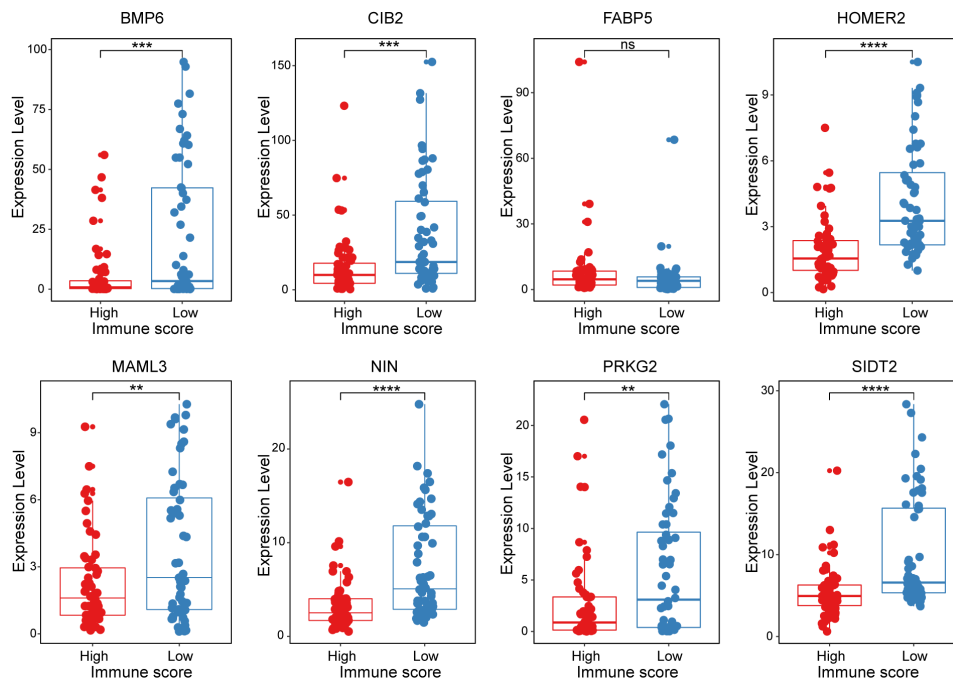 BMP6
CIB2
FABP5
HOMER2
Expression Level
100
75
50
25
0
***
High
Low
Immune score
Expression Level
150
100
50
0
***
High
Low
Immune score
Expression Level
90
60
30
0
ns
High
Low
Immune score
Expression Level
9
6
3
0
****
High
Low
Immune score
MAML3
NIN
PRKG2
SIDT2
Expression Level
9
6
3
0
**
High
Low
Immune score
Expression Level
20
10
0
****
High
Low
Immune score
Expression Level
20
15
10
5
0
**
High
Low
Immune score
Expression Level
30
20
10
0
****
High
Low
Immune score